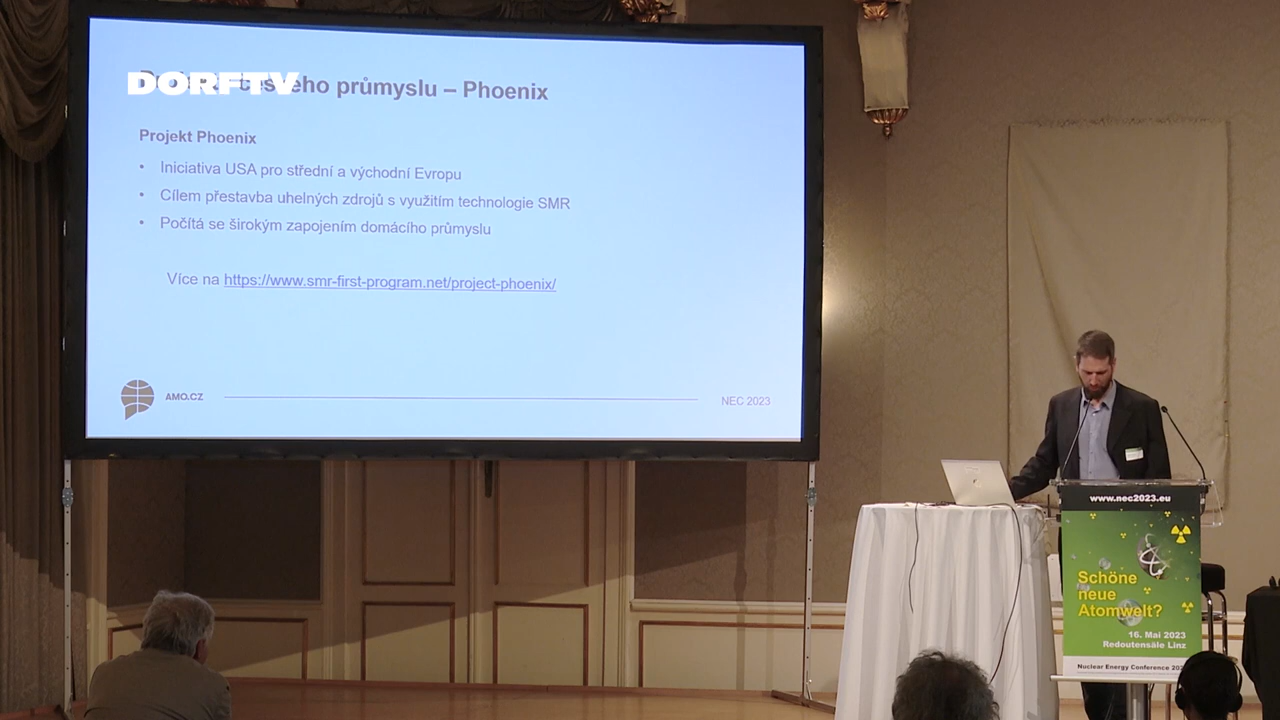 DORFTV
průmyslu – Phoenix
Projekt Phoenix
• Iniciativa USA pro střední a východní Evropu
• Cílem přestavba uhelných zdrojů s využitím technologie SMR
• Počítá se širokým zapojením domácího průmyslu
Více na https://www.smr-first-program.net/project-phoenix/
AMO.CZ
NEC 2023
www.nec2023.eu
Schöne
neue
Atomwelt?
16. Mai 2023
Redoutensäle Linz
Nuclear Energy Conference